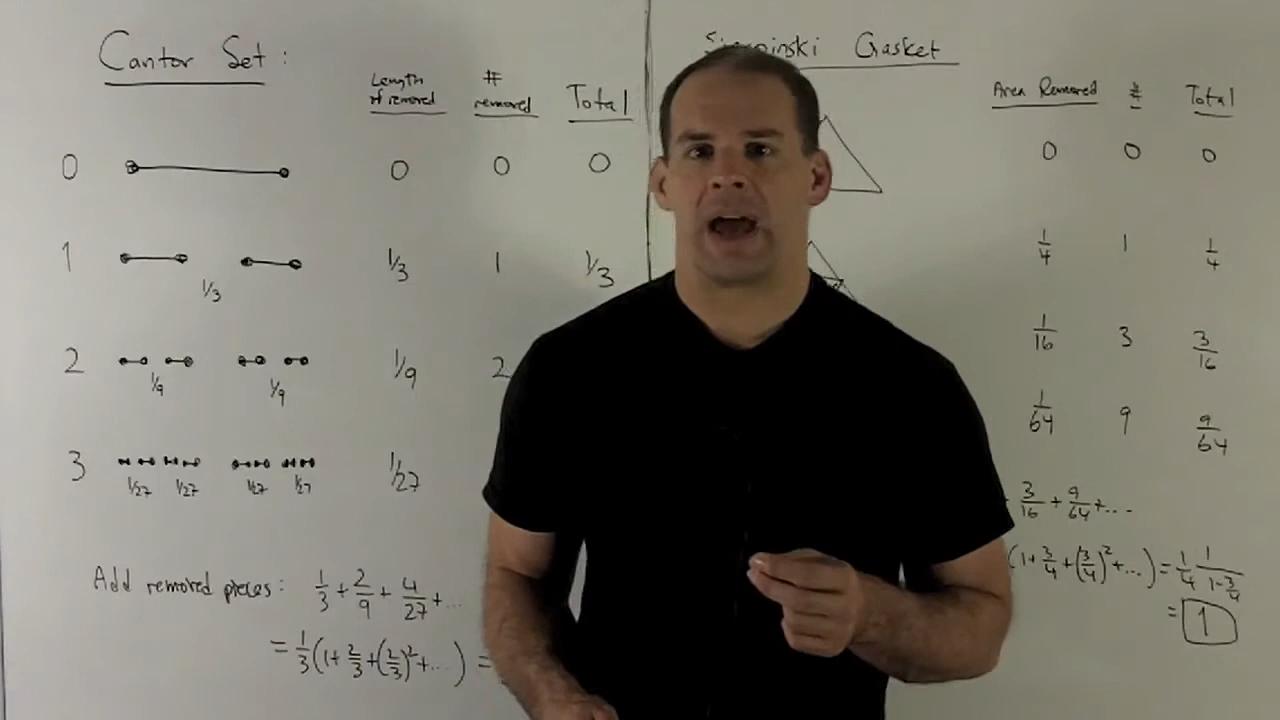 Cantor Set:
Length of removed
# removed
Total
0 0 0 0
1 1/3 1/3 1 1/3
2 1/9 1/9 1/9 2
3 1/27 1/27 1/27 1/27 1/27
Add removed pieces: 1/3 + 2/9 + 4/27 + ...
= 1/3 (1 + 2/3 + (2/3)² + ... ) =
Sierpinski Gasket
Area Removed # Total
0 0 0
1/4 1 1/4
1/16 3 3/16
1/64 9 9/64
3/16 + 9/64 + ...
(1 + 3/4 + (3/4)² + ... ) = 1/4 1/(1-3/4)
= 1